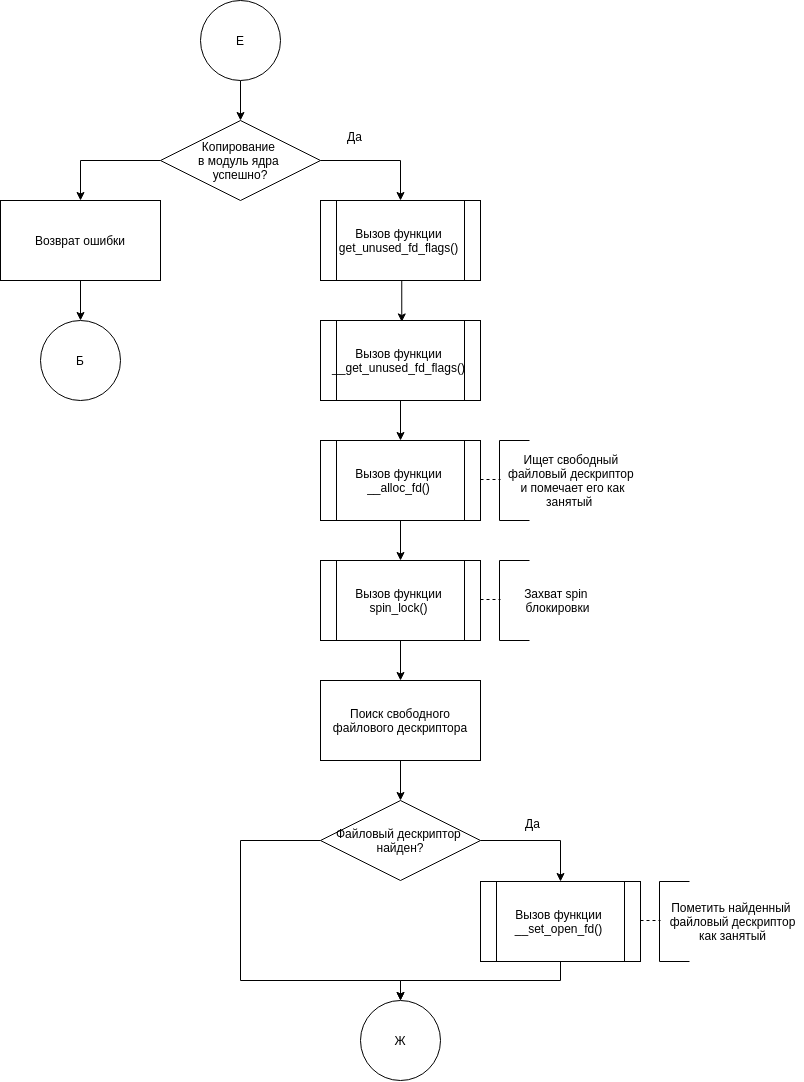 Е
Копирование
в модуль ядра
успешно?
Да
Возврат ошибки
Вызов функции
get_unused_fd_flags()
Б
Вызов функции
__get_unused_fd_flags()
Вызов функции
__alloc_fd()
Ищет свободный
файловый дескриптор
и помечает его как
занятый
Вызов функции
spin_lock()
Захват spin
блокировки
Поиск свободного
файлового дескриптора
Файловый дескриптор
найден?
Да
Вызов функции
__set_open_fd()
Пометить найденный
файловый дескриптор
как занятый
Ж